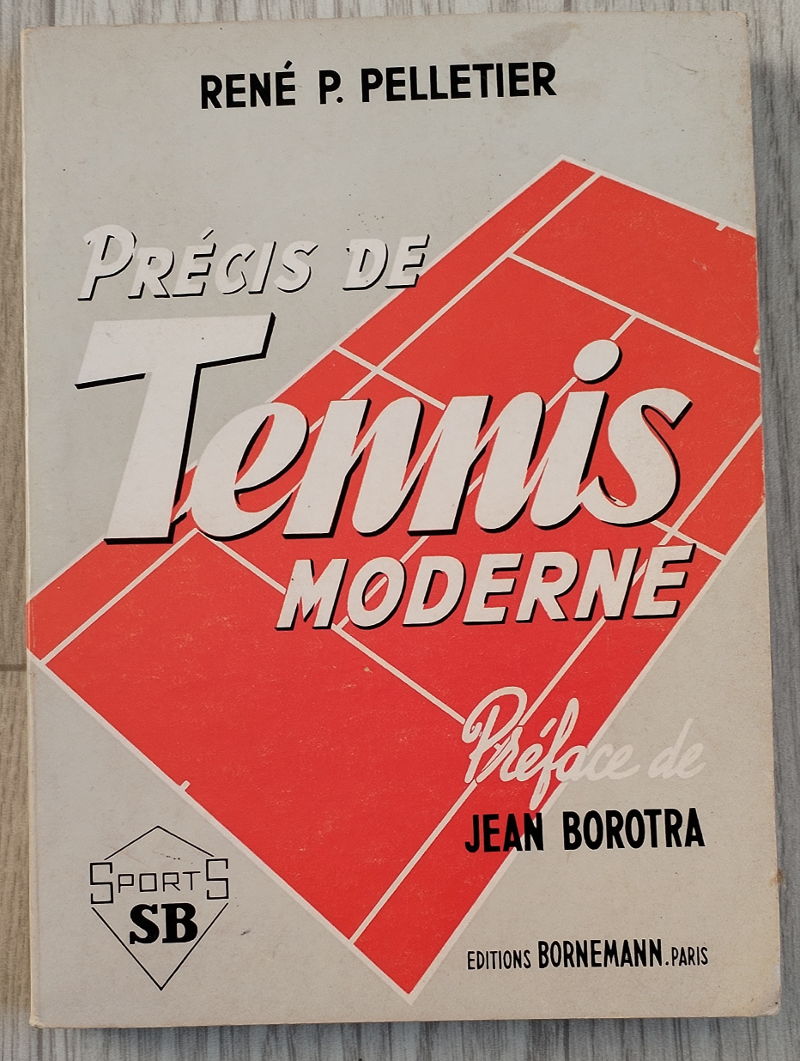 RENÉ P. PELLETIER
PRÉCIS DE
Tennis
MODERNE
Préface de
JEAN BOROTRA
SPORTS
SB
EDITIONS BORNEMANN. PARIS